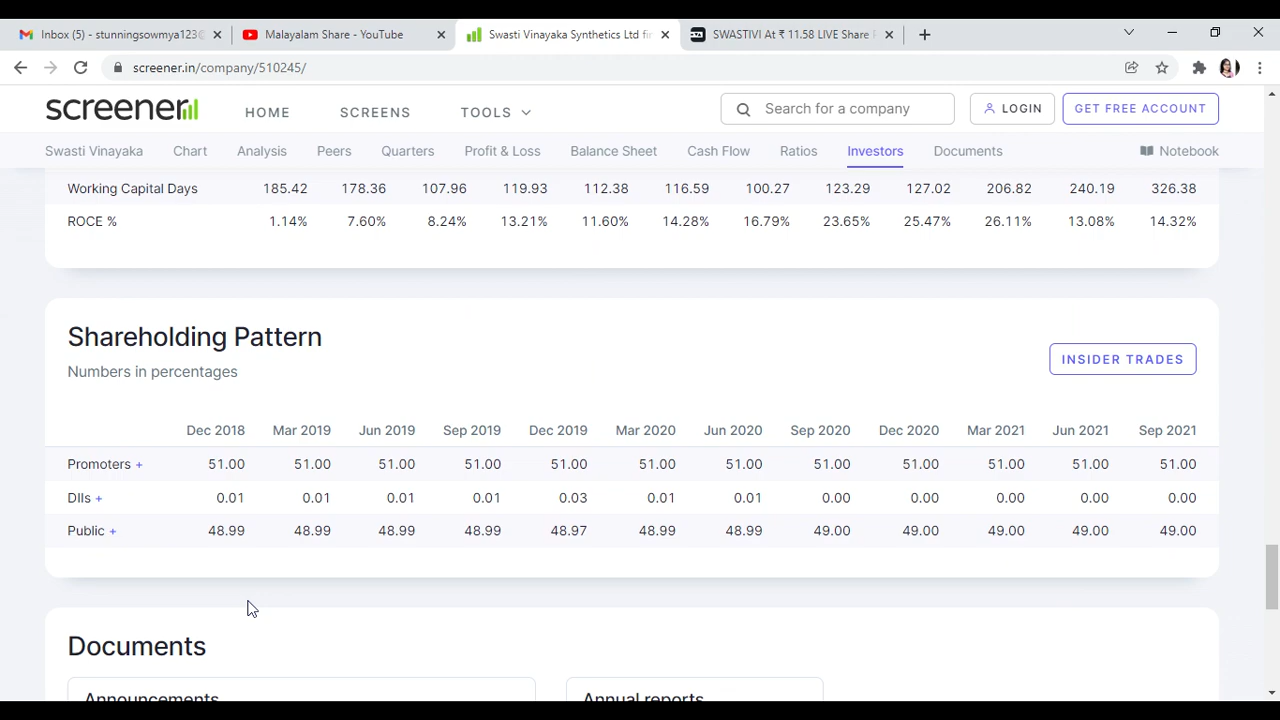 Inbox (5) - stunningsowmya123@
Malayalam Share - YouTube
Swasti Vinayaka Synthetics Ltd fin
SWASTIVI At ₹ 11.58 LIVE Share P
screener.in/company/510245/
screener
HOME SCREENS TOOLS
Search for a company
LOGIN
GET FREE ACCOUNT
Swasti Vinayaka Chart Analysis Peers Quarters Profit & Loss Balance Sheet Cash Flow Ratios Investors Documents Notebook
Working Capital Days 185.42 178.36 107.96 119.93 112.38 116.59 100.27 123.29 127.02 206.82 240.19 326.38
ROCE % 1.14% 7.60% 8.24% 13.21% 11.60% 14.28% 16.79% 23.65% 25.47% 26.11% 13.08% 14.32%
Shareholding Pattern
Numbers in percentages
INSIDER TRADES
Dec 2018 Mar 2019 Jun 2019 Sep 2019 Dec 2019 Mar 2020 Jun 2020 Sep 2020 Dec 2020 Mar 2021 Jun 2021 Sep 2021
Promoters + 51.00 51.00 51.00 51.00 51.00 51.00 51.00 51.00 51.00 51.00 51.00 51.00
DIIs + 0.01 0.01 0.01 0.01 0.03 0.01 0.01 0.00 0.00 0.00 0.00 0.00
Public + 48.99 48.99 48.99 48.99 48.97 48.99 48.99 49.00 49.00 49.00 49.00 49.00
Documents
Announcements
Annual reports